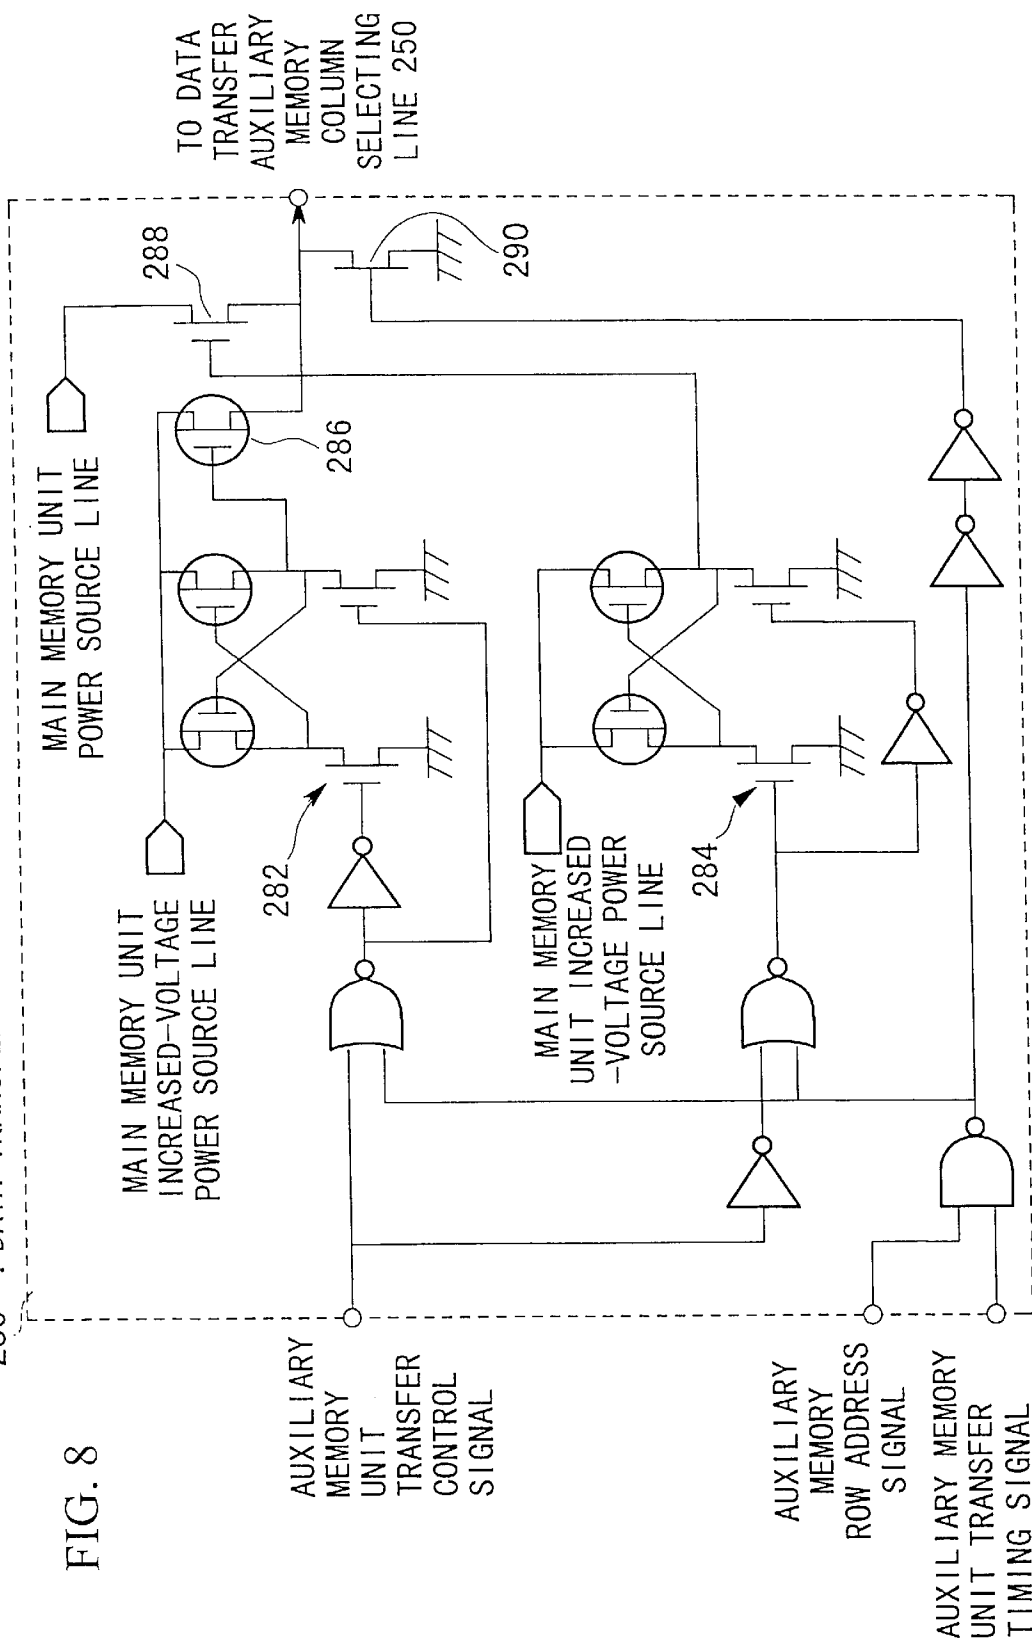 FIG. 8
MAIN MEMORY UNIT
POWER SOURCE LINE
288
TO DATA
TRANSFER
AUXILIARY
MEMORY
COLUMN
SELECTING
LINE 250
MAIN MEMORY UNIT
INCREASED-VOLTAGE
POWER SOURCE LINE
286
290
282
AUXILIARY
MEMORY
UNIT
TRANSFER
CONTROL
SIGNAL
MAIN MEMORY
UNIT INCREASED
-VOLTAGE POWER
SOURCE LINE
284
AUXILIARY
MEMORY
ROW ADDRESS
SIGNAL
AUXILIARY MEMORY
UNIT TRANSFER
TIMING SIGNAL